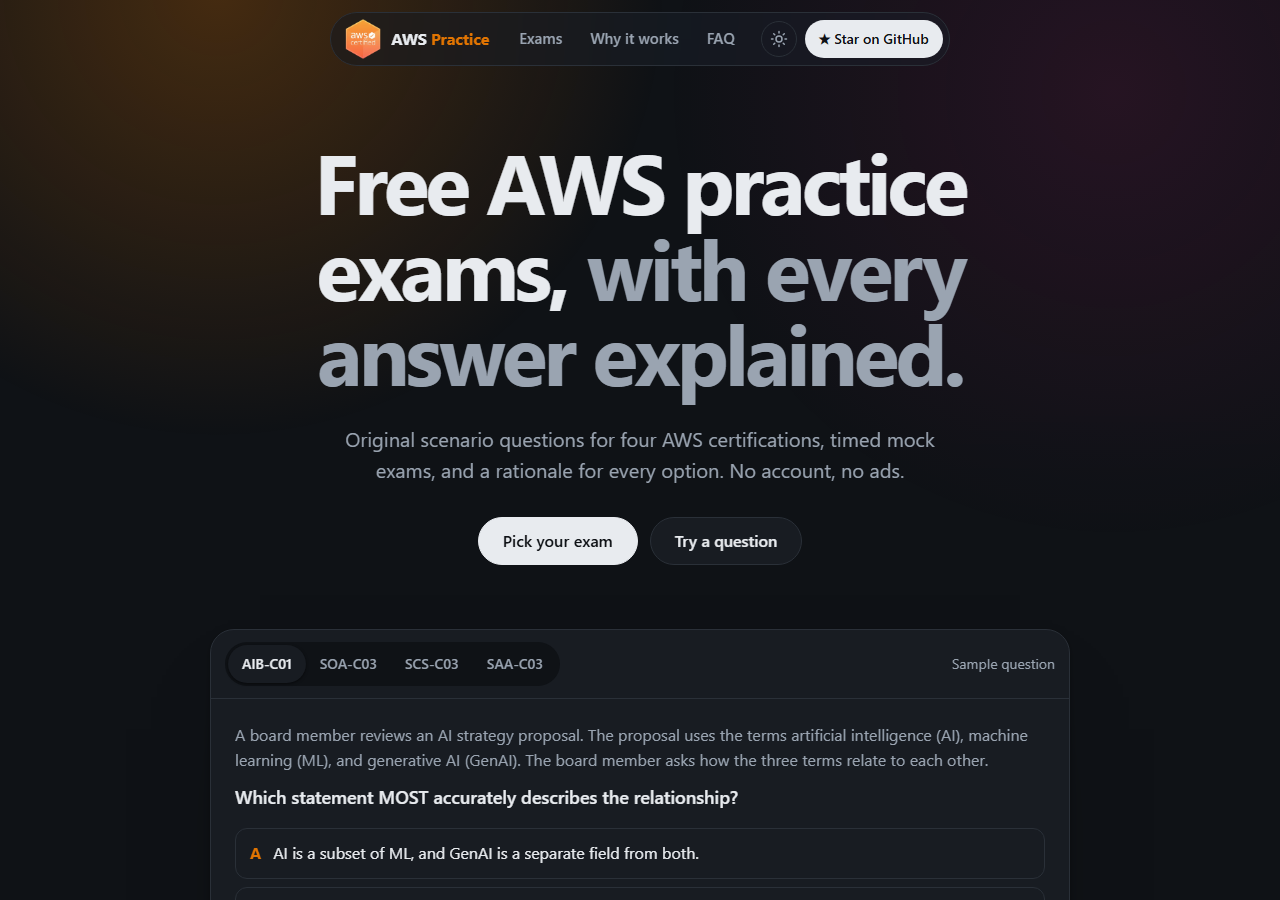 aws
certified
AWS Practice
Exams
Why it works
FAQ
★ Star on GitHub
Free AWS practice
exams, with every
answer explained.
Original scenario questions for four AWS certifications, timed mock
exams, and a rationale for every option. No account, no ads.
Pick your exam
Try a question
AIB-C01
SOA-C03
SCS-C03
SAA-C03
Sample question
A board member reviews an AI strategy proposal. The proposal uses the terms artificial intelligence (AI), machine
learning (ML), and generative AI (GenAI). The board member asks how the three terms relate to each other.
Which statement MOST accurately describes the relationship?
A AI is a subset of ML, and GenAI is a separate field from both.